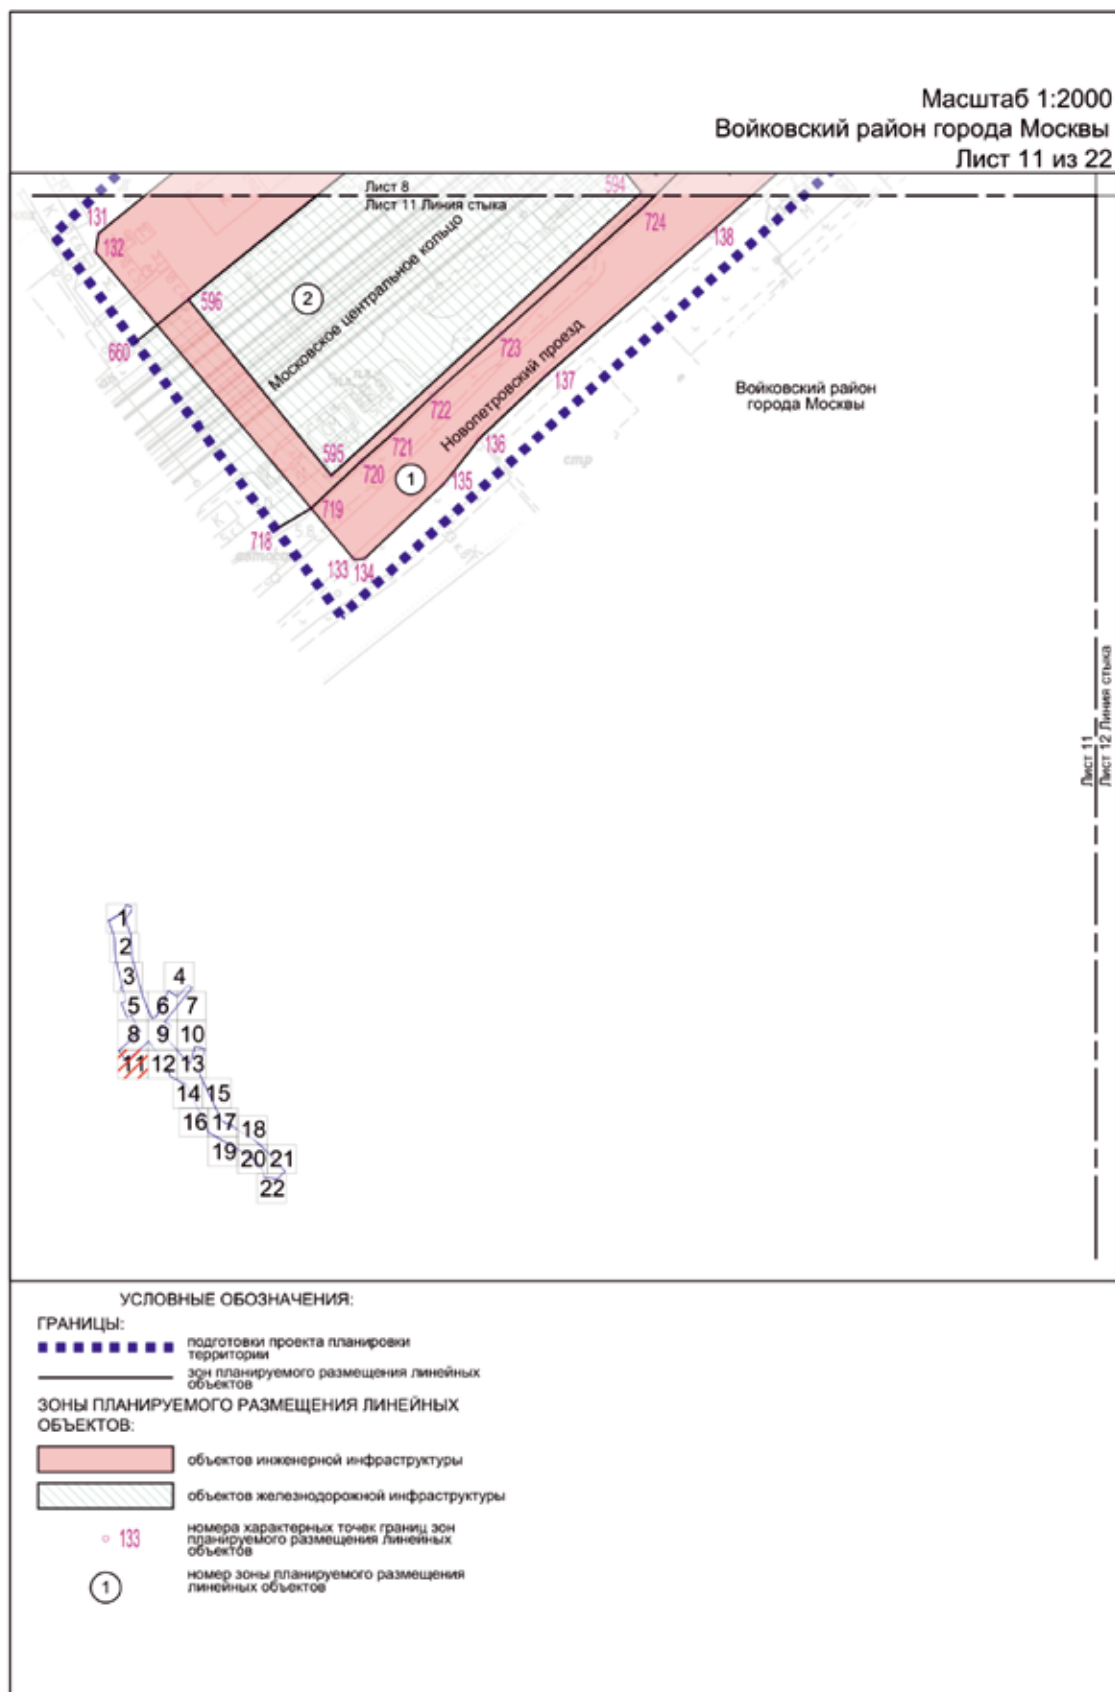 Масштаб 1:2000
Войковский район города Москвы
Лист 11 из 22
Лист 8
Лист 11 Линия стыка
131
132
594
724
138
596
2
Московское центральное кольцо
660
723
Новопетровский проезд
137
Войковский район
города Москвы
722
136
721
595
720
1
135
стр
719
718
133
134
Лист 11
Лист 12 Линия стыка
1
2
3
4
5
6
7
8
9
10
11
12
13
14
15
16
17
18
19
20
21
22
УСЛОВНЫЕ ОБОЗНАЧЕНИЯ:
ГРАНИЦЫ:
подготовки проекта планировки
территории
зон планируемого размещения линейных
объектов
ЗОНЫ ПЛАНИРУЕМОГО РАЗМЕЩЕНИЯ ЛИНЕЙНЫХ
ОБЪЕКТОВ:
объектов инженерной инфраструктуры
объектов железнодорожной инфраструктуры
133
номера характерных точек границ зон
планируемого размещения линейных
объектов
1
номер зоны планируемого размещения
линейных объектов